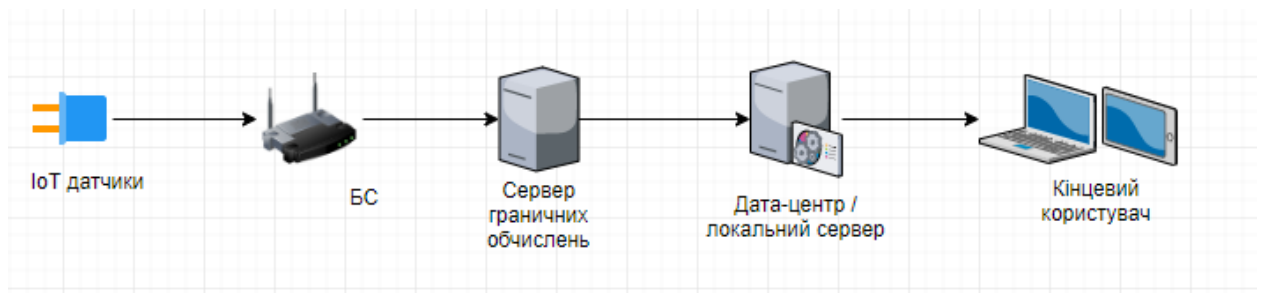 IoT датчики
БС
Сервер
граничних
обчислень
Дата-центр /
локальний сервер
Кінцевий
користувач